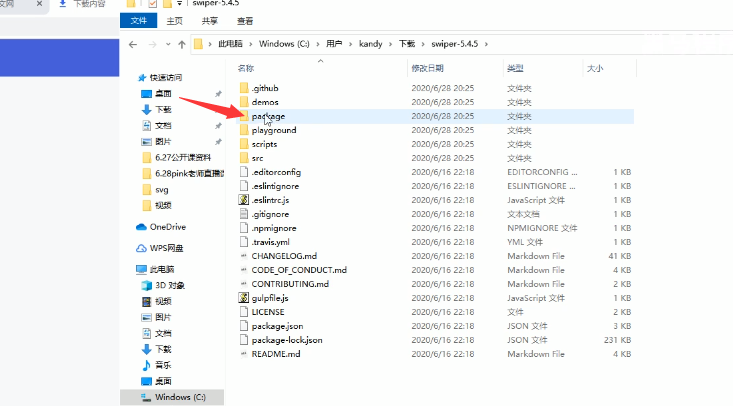 文网 × 下载内容
swiper-5.4.5
文件 主页 共享 查看
此电脑 > Windows (C:) > 用户 > kandy > 下载 > swiper-5.4.5 >
名称 修改日期 类型 大小
快速访问
桌面
下载
文档
图片
6.27公开课资料
6.28pink老师直播
svg
视频
OneDrive
WPS网盘
此电脑
3D 对象
视频
图片
文档
下载
音乐
桌面
Windows (C:)
.github 2020/6/28 20:25 文件夹
demos 2020/6/28 20:25 文件夹
package 2020/6/28 20:25 文件夹
playground 2020/6/28 20:25 文件夹
scripts 2020/6/28 20:25 文件夹
src 2020/6/28 20:25 文件夹
.editorconfig 2020/6/16 22:18 EDITORCONFIG ... 1 KB
.eslintignore 2020/6/16 22:18 ESLINTIGNORE ... 1 KB
.eslintrc.js 2020/6/16 22:18 JavaScript 文件 2 KB
.gitignore 2020/6/16 22:18 文本文档 1 KB
.npmignore 2020/6/16 22:18 NPMIGNORE 文件 1 KB
.travis.yml 2020/6/16 22:18 YML 文件 1 KB
CHANGELOG.md 2020/6/16 22:18 Markdown File 41 KB
CODE_OF_CONDUCT.md 2020/6/16 22:18 Markdown File 4 KB
CONTRIBUTING.md 2020/6/16 22:18 Markdown File 2 KB
gulpfile.js 2020/6/16 22:18 JavaScript 文件 1 KB
LICENSE 2020/6/16 22:18 文件 2 KB
package.json 2020/6/16 22:18 JSON 文件 3 KB
package-lock.json 2020/6/16 22:18 JSON 文件 231 KB
README.md 2020/6/16 22:18 Markdown File 4 KB